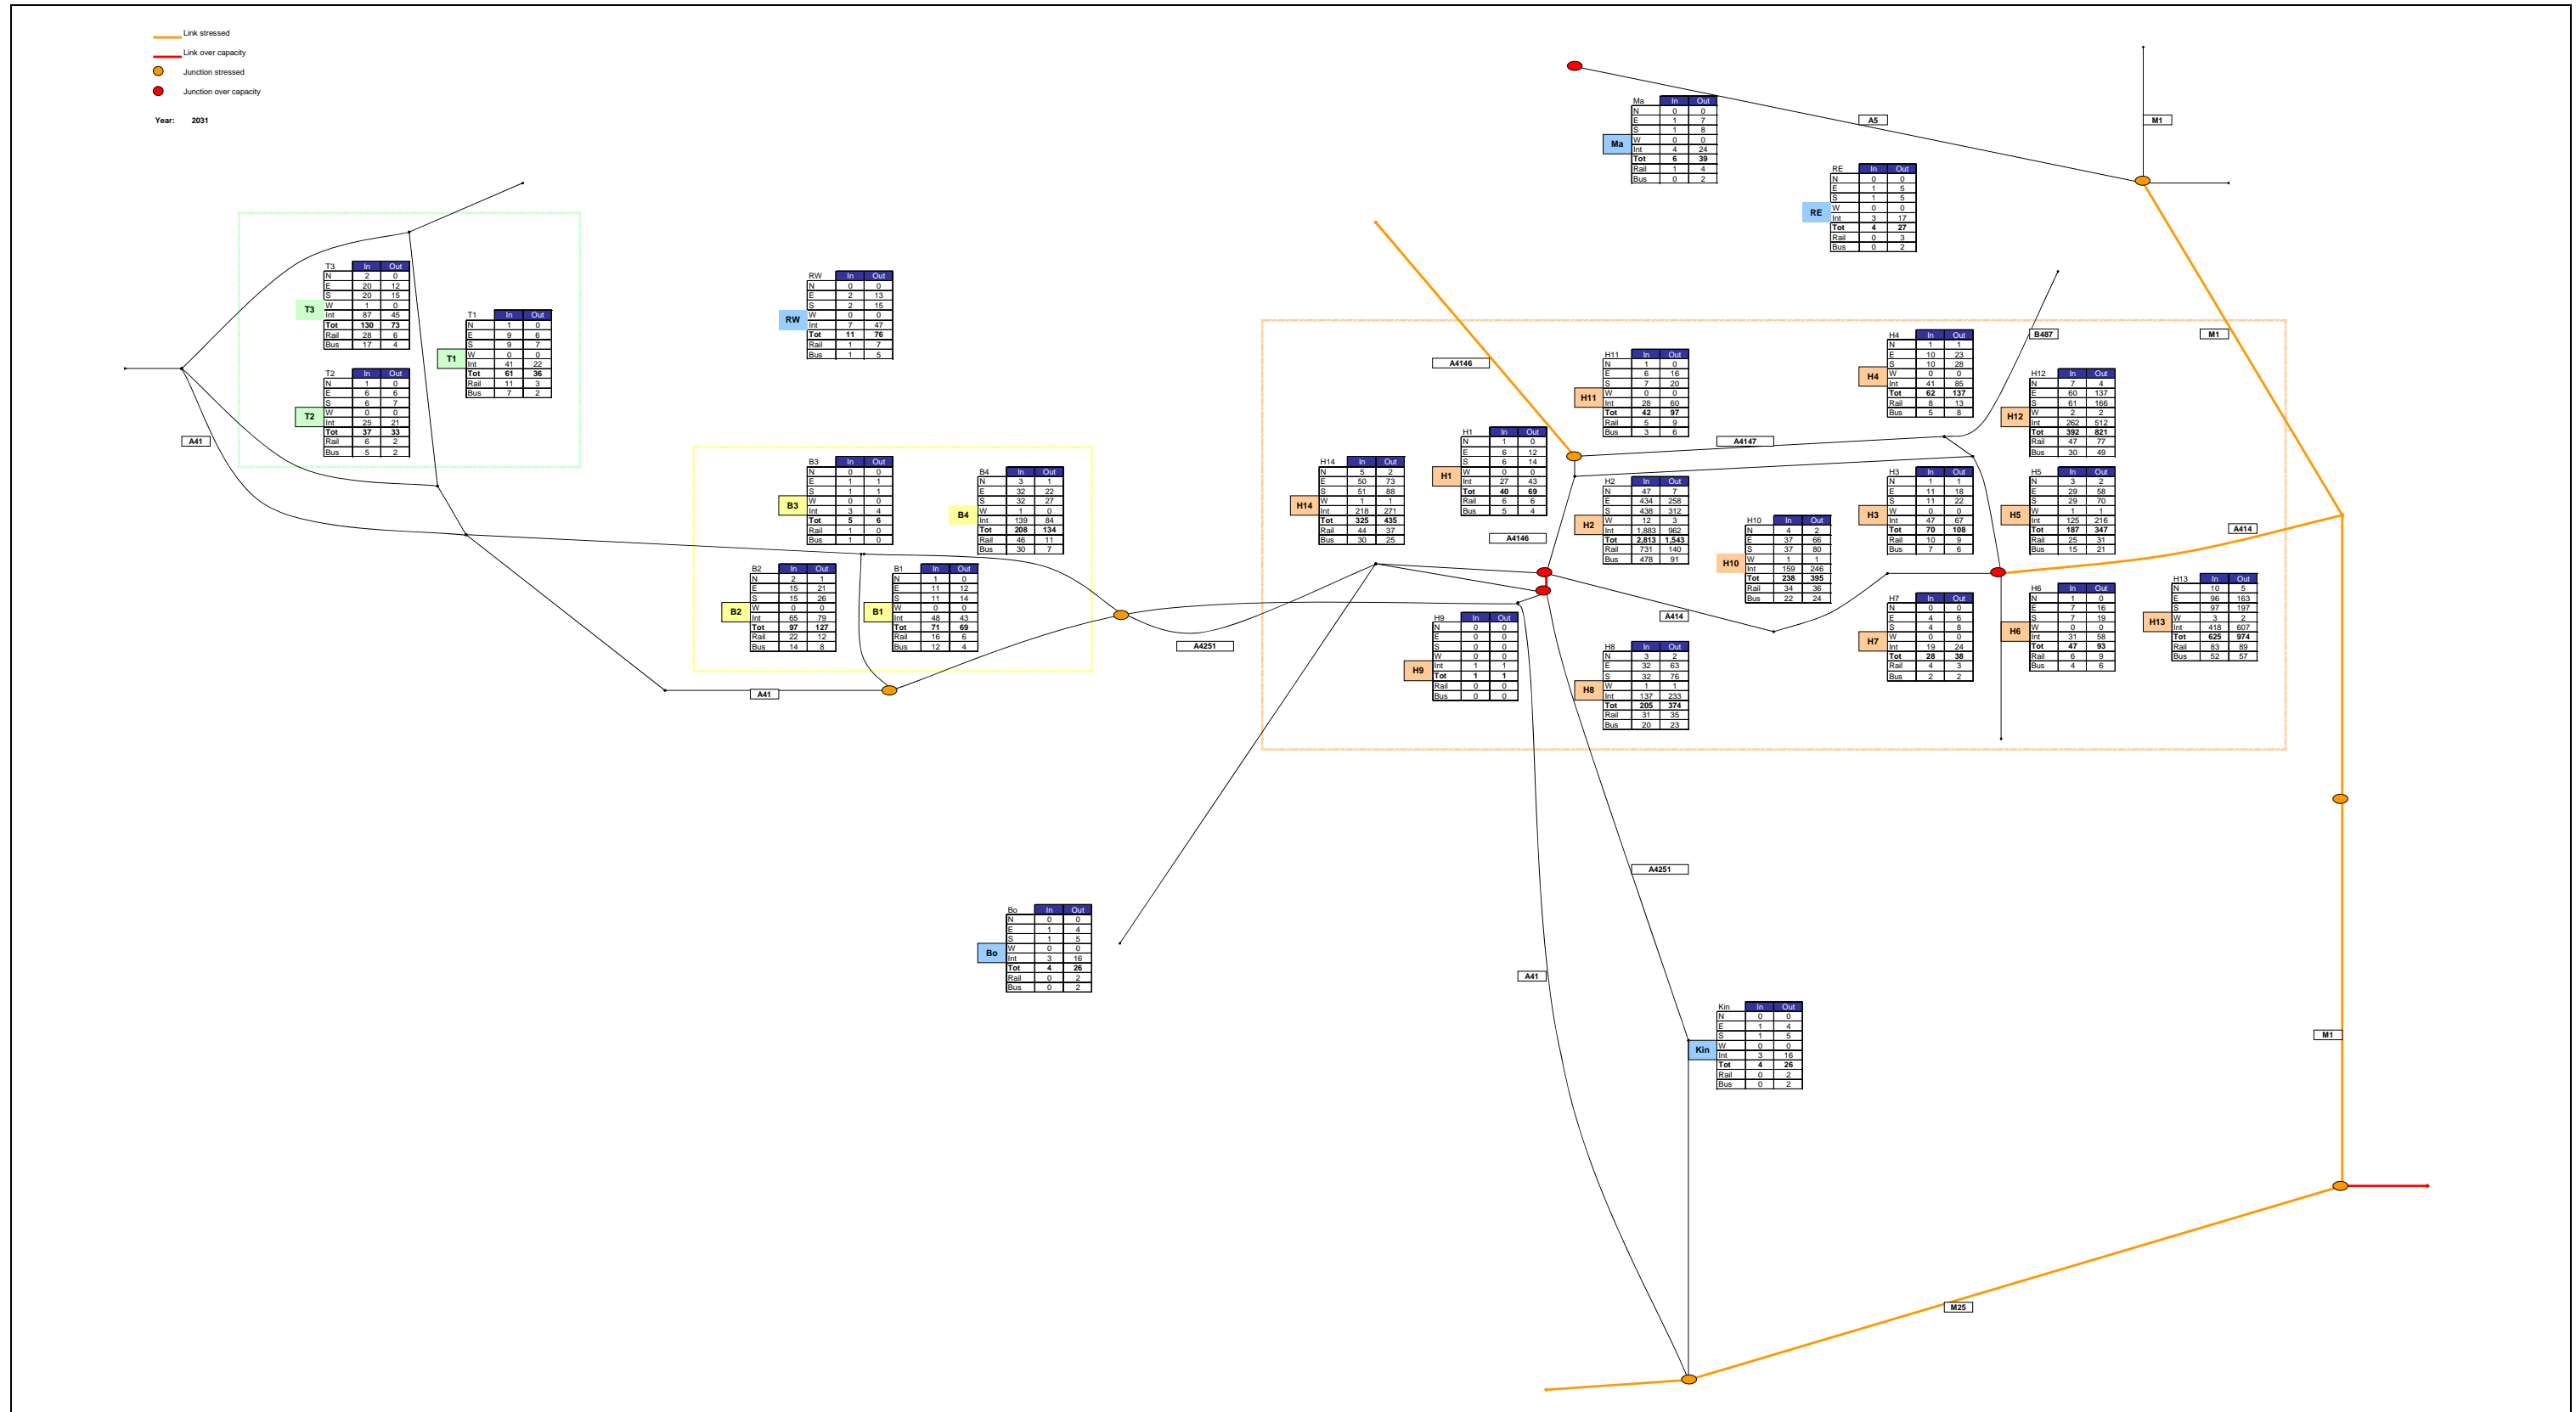 Link stressed
Link over capacity
Junction stressed
Junction over capacity
Year: 2031
A5
M1
Ma In Out
N 0 0
E 1 7
S 1 8
W 0 0
Ma
Int 4 24
Tot 6 39
Rail 1 4
Bus 0 2
RE In Out
N 0 0
E 1 5
S 1 5
W 0 0
RE
Int 3 17
Tot 4 27
Rail 0 3
Bus 0 2
T3 In Out
N 2 0
E 20 12
S 20 15
W 1 0
T3
Int 87 45
Tot 130 73
Rail 28 6
Bus 17 4
T1 In Out
N 1 0
E 9 6
S 9 7
W 0 0
T1
Int 41 22
Tot 61 36
Rail 11 3
Bus 7 2
T2 In Out
N 1 0
E 6 6
S 6 7
W 0 0
T2
Int 25 21
Tot 37 33
Rail 6 2
Bus 5 2
A41
RW In Out
N 0 0
E 2 13
S 2 15
W 0 0
RW
Int 7 47
Tot 11 76
Rail 1 7
Bus 1 5
B3 In Out
N 0 0
E 1 1
S 1 1
W 0 0
B3
Int 3 4
Tot 5 6
Rail 1 0
Bus 1 0
B4 In Out
N 3 1
E 32 22
S 32 27
W 1 0
B4
Int 139 84
Tot 208 134
Rail 46 11
Bus 30 7
B2 In Out
N 2 1
E 15 21
S 15 26
W 0 0
B2
Int 65 79
Tot 97 127
Rail 22 12
Bus 14 8
B1 In Out
N 1 0
E 11 12
S 11 14
W 0 0
B1
Int 48 43
Tot 71 69
Rail 16 6
Bus 12 4
A41
A4251
A4146
B487
M1
H11 In Out
N 1 0
E 6 16
S 7 20
W 0 0
H11
Int 28 60
Tot 42 97
Rail 5 9
Bus 3 6
H4 In Out
N 1 1
E 10 23
S 10 28
W 0 0
H4
Int 41 85
Tot 62 137
Rail 8 13
Bus 5 8
H12 In Out
N 7 4
E 60 137
S 61 166
W 2 2
H12
Int 262 512
Tot 392 821
Rail 47 77
Bus 30 49
A4147
H14 In Out
N 5 2
E 50 73
S 51 88
W 1 1
H14
Int 218 271
Tot 325 435
Rail 44 37
Bus 30 25
H1 In Out
N 1 0
E 6 12
S 6 14
W 0 0
H1
Int 27 43
Tot 40 69
Rail 6 6
Bus 5 4
H2 In Out
N 47 7
E 434 258
S 438 312
W 12 3
H2
Int 1,883 962
Tot 2,813 1,543
Rail 731 140
Bus 478 91
A4146
H10 In Out
N 4 2
E 37 66
S 37 80
W 1 1
H10
Int 159 246
Tot 238 395
Rail 34 36
Bus 22 24
H3 In Out
N 1 1
E 11 18
S 11 22
W 0 0
H3
Int 47 67
Tot 70 108
Rail 10 9
Bus 7 6
H5 In Out
N 3 2
E 29 58
S 29 70
W 1 1
H5
Int 125 216
Tot 187 347
Rail 25 31
Bus 15 21
A414
H9 In Out
N 0 0
E 0 0
S 0 0
W 0 0
H9
Int 1 1
Tot 1 1
Rail 0 0
Bus 0 0
A414
H8 In Out
N 3 2
E 32 63
S 32 76
W 1 1
H8
Int 137 233
Tot 205 374
Rail 31 35
Bus 20 23
H7 In Out
N 0 0
E 4 6
S 4 8
W 0 0
H7
Int 19 24
Tot 28 38
Rail 4 3
Bus 2 2
H6 In Out
N 1 0
E 7 16
S 7 19
W 0 0
H6
Int 31 58
Tot 47 93
Rail 6 9
Bus 4 6
H13 In Out
N 10 5
E 96 163
S 97 197
W 3 2
H13
Int 418 607
Tot 625 974
Rail 83 89
Bus 52 57
A4251
Bo In Out
N 0 0
E 1 4
S 1 5
W 0 0
Bo
Int 3 16
Tot 4 26
Rail 0 2
Bus 0 2
A41
Kin In Out
N 0 0
E 1 4
S 1 5
W 0 0
Kin
Int 3 16
Tot 4 26
Rail 0 2
Bus 0 2
M1
M25